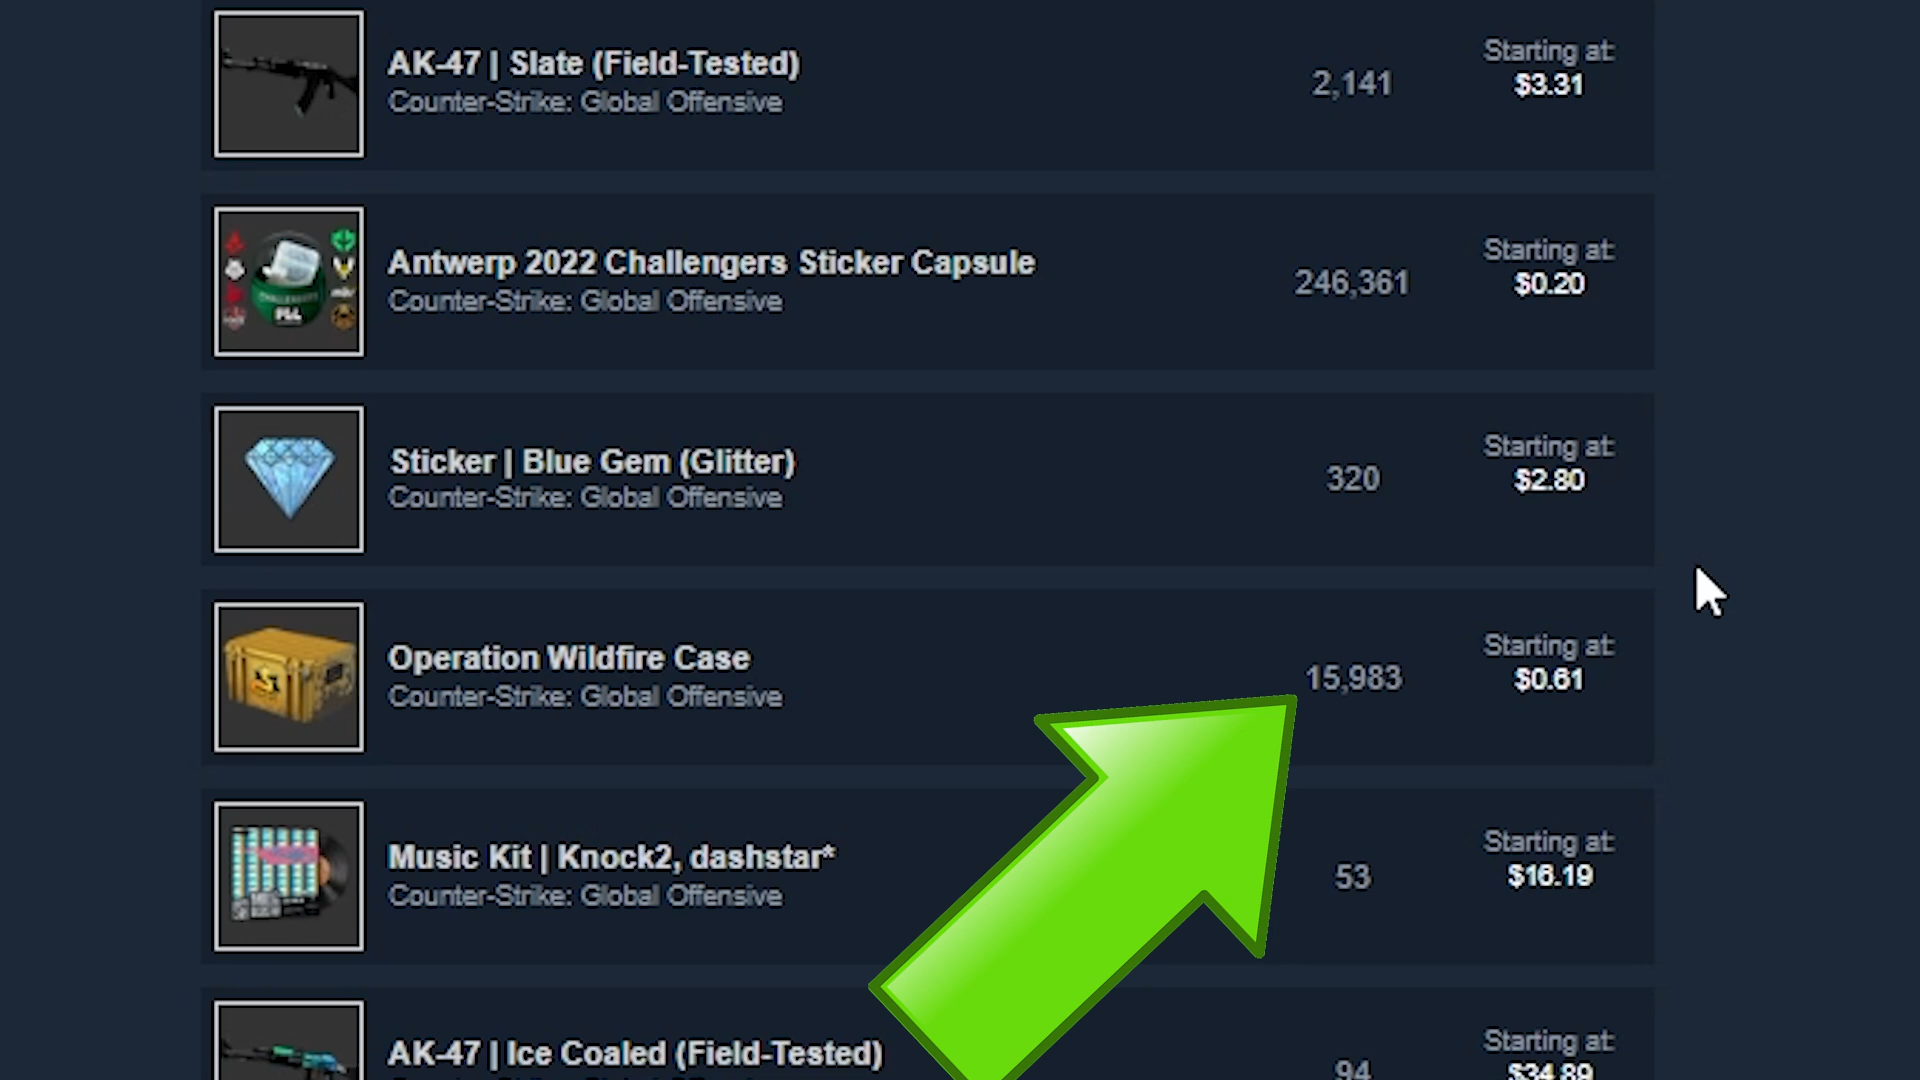 AK-47 | Slate (Field-Tested)
Counter-Strike: Global Offensive
2,141
Starting at:
$3.31
Antwerp 2022 Challengers Sticker Capsule
Counter-Strike: Global Offensive
246,361
Starting at:
$0.20
Sticker | Blue Gem (Glitter)
Counter-Strike: Global Offensive
320
Starting at:
$2.80
Operation Wildfire Case
Counter-Strike: Global Offensive
15,983
Starting at:
$0.61
Music Kit | Knock2, dashstar*
Counter-Strike: Global Offensive
53
Starting at:
$16.19
AK-47 | Ice Coaled (Field-Tested)
94
Starting at:
$34.89